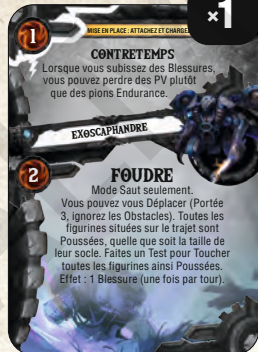 ×1
1
MISE EN PLACE : ATTACHEZ ET CHARGEZ
CONTRETEMPS
Lorsque vous subissez des Blessures,
vous pouvez perdre des PV plutôt
que des pions Endurance.
EXOSCAPHANDRE
2
FOUDRE
Mode Saut seulement.
Vous pouvez vous Déplacer (Portée
3, ignorez les Obstacles). Toutes les
figurines situées sur le trajet sont
Poussées, quelle que soit la taille de
leur socle. Faites un Test pour Toucher
toutes les figurines ainsi Poussées.
Effet : 1 Blessure (une fois par tour).